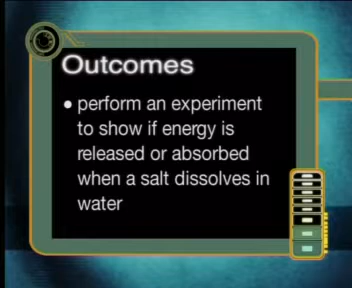 Outcomes
• perform an experiment
to show if energy is
released or absorbed
when a salt dissolves in
water